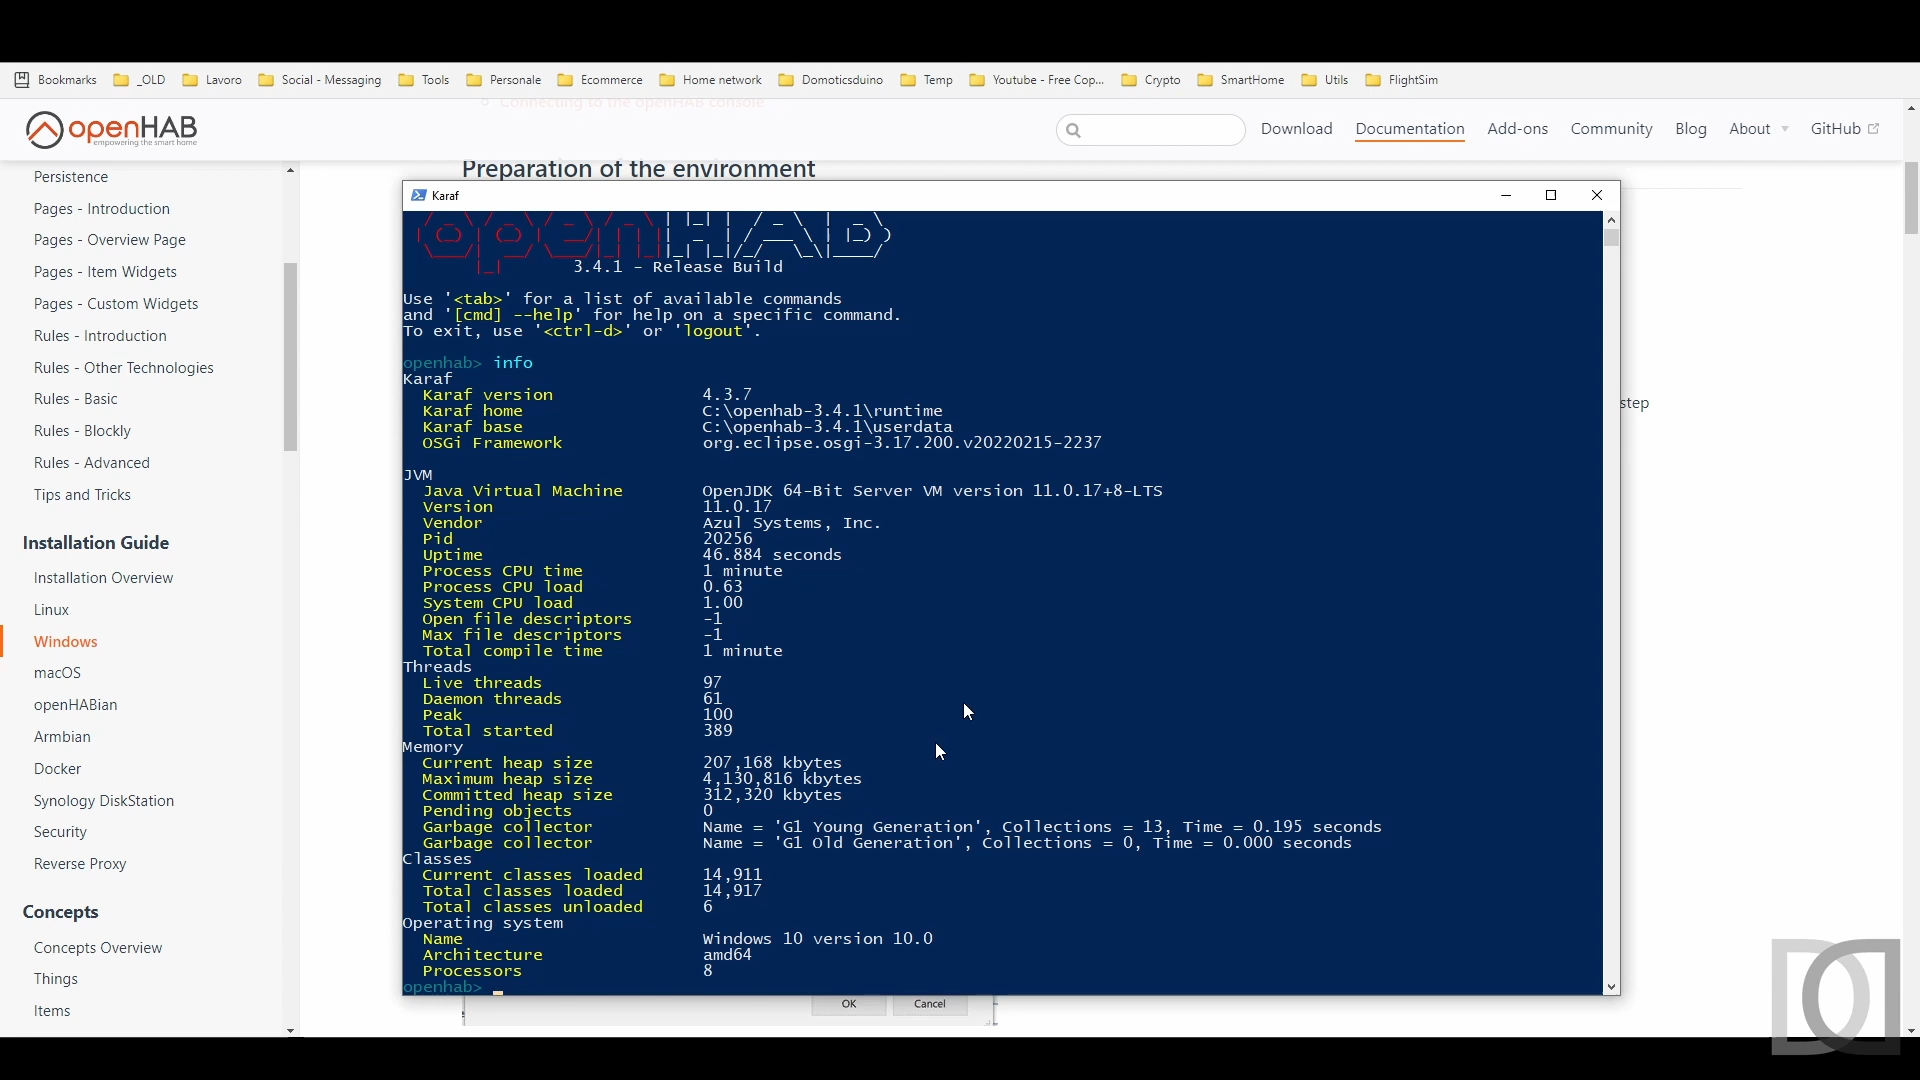 Bookmarks _OLD Lavoro Social - Messaging Tools Personale Ecommerce Home network Domoticsduino Temp Youtube - Free Cop... Crypto SmartHome Utils FlightSim
Connecting to the openHAB console
openHAB
empowering the smart home
Download Documentation Add-ons Community Blog About GitHub
Persistence
Pages - Introduction
Pages - Overview Page
Pages - Item Widgets
Pages - Custom Widgets
Rules - Introduction
Rules - Other Technologies
Rules - Basic
Rules - Blockly
Rules - Advanced
Tips and Tricks
Installation Guide
Installation Overview
Linux
Windows
macOS
openHABian
Armbian
Docker
Synology DiskStation
Security
Reverse Proxy
Concepts
Concepts Overview
Things
Items
Preparation of the environment
step
Karaf
openHAB
3.4.1 - Release Build
Use '<tab>' for a list of available commands
and '[cmd] --help' for help on a specific command.
To exit, use '<ctrl-d>' or 'logout'.
openhab> info
Karaf
Karaf version 4.3.7
Karaf home C:\openhab-3.4.1\runtime
Karaf base C:\openhab-3.4.1\userdata
OSGi Framework org.eclipse.osgi-3.17.200.v20220215-2237
JVM
Java Virtual Machine OpenJDK 64-Bit Server VM version 11.0.17+8-LTS
Version 11.0.17
Vendor Azul Systems, Inc.
Pid 20256
Uptime 46.884 seconds
Process CPU time 1 minute
Process CPU load 0.63
System CPU load 1.00
Open file descriptors -1
Max file descriptors -1
Total compile time 1 minute
Threads
Live threads 97
Daemon threads 61
Peak 100
Total started 389
Memory
Current heap size 207,168 kbytes
Maximum heap size 4,130,816 kbytes
Committed heap size 312,320 kbytes
Pending objects 0
Garbage collector Name = 'G1 Young Generation', Collections = 13, Time = 0.195 seconds
Garbage collector Name = 'G1 Old Generation', Collections = 0, Time = 0.000 seconds
Classes
Current classes loaded 14,911
Total classes loaded 14,917
Total classes unloaded 6
Operating system
Name Windows 10 version 10.0
Architecture amd64
Processors 8
openhab>
OK Cancel